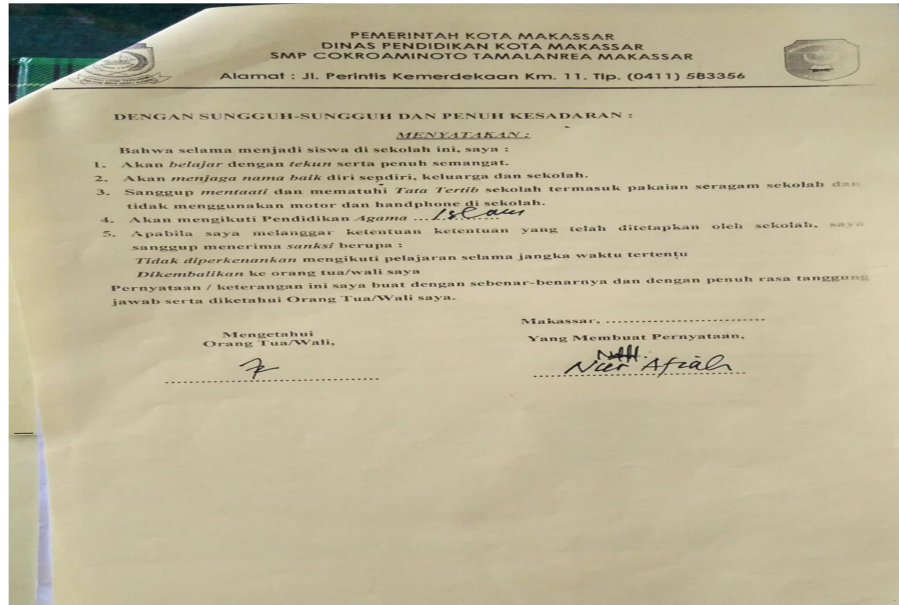 PEMERINTAH KOTA MAKASSAR
DINAS PENDIDIKAN KOTA MAKASSAR
SMP COKROAMINOTO TAMALANREA MAKASSAR
Alamat : Jl. Perintis Kemerdekaan Km. 11. Tlp. (0411) 583356
DENGAN SUNGGUH-SUNGGUH DAN PENUH KESADARAN :
MENYATAKAN :
Bahwa selama menjadi siswa di sekolah ini, saya :
1. Akan belajar dengan tekun serta penuh semangat.
2. Akan menjaga nama baik diri sendiri, keluarga dan sekolah.
3. Sanggup mentaati dan mematuhi Tata Tertib sekolah termasuk pakaian seragam sekolah dan
tidak menggunakan motor dan handphone di sekolah.
4. Akan mengikuti Pendidikan Agama ... Islam
5. Apabila saya melanggar ketentuan ketentuan yang telah ditetapkan oleh sekolah, saya
sanggup menerima sanksi berupa :
Tidak diperkenankan mengikuti pelajaran selama jangka waktu tertentu
Dikembalikan ke orang tua/wali saya
Pernyataan / keterangan ini saya buat dengan sebenar-benarnya dan dengan penuh rasa tanggung
jawab serta diketahui Orang Tua/Wali saya.
Makassar, ............................
Mengetahui
Orang Tua/Wali,
Yang Membuat Pernyataan,
Nur Afiah